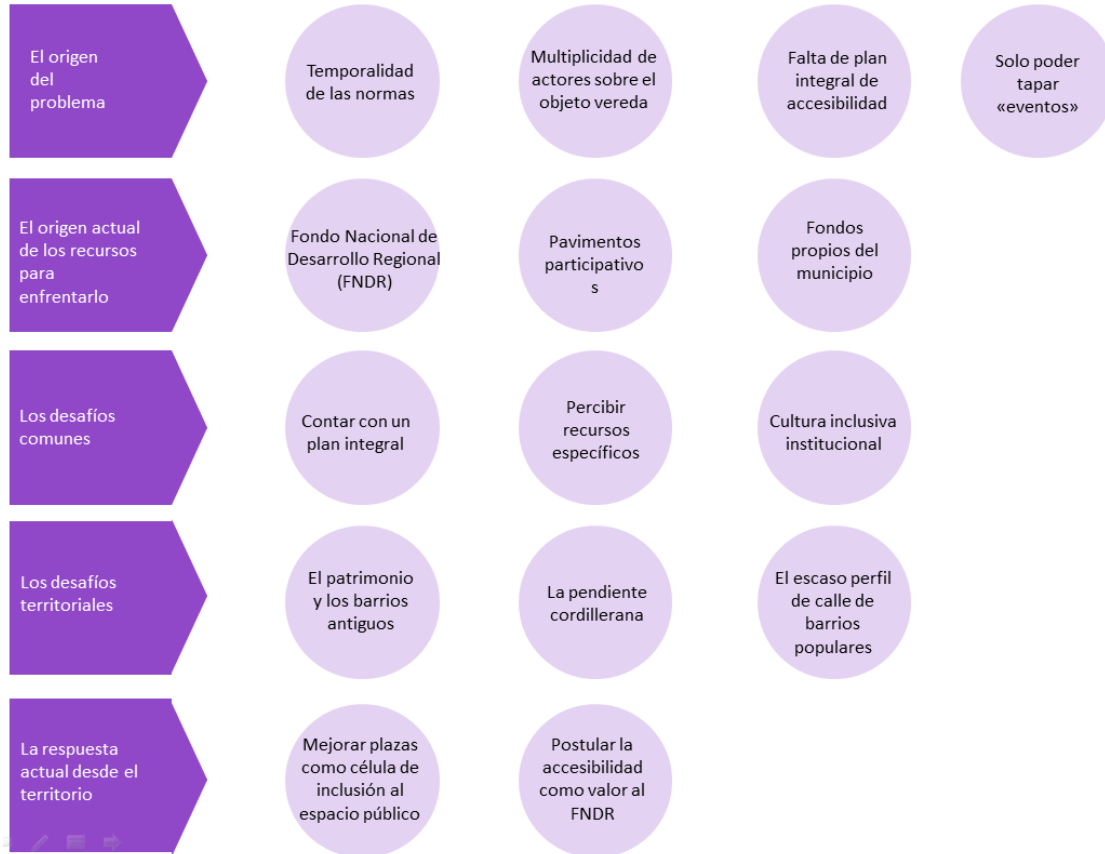 El origen
del
problema
Temporalidad
de las normas
Multiplicidad de
actores sobre el
objeto vereda
Falta de plan
integral de
accesibilidad
Solo poder
tapar
«eventos»
El origen actual
de los recursos
para
enfrentarlo
Fondo Nacional de
Desarrollo Regional
(FNDR)
Pavimentos
participativo
s
Fondos
propios del
municipio
Los desafíos
comunes
Contar con un
plan integral
Percibir
recursos
específicos
Cultura inclusiva
institucional
Los desafíos
territoriales
El patrimonio
y los barrios
antiguos
La pendiente
cordillerana
El escaso perfil
de calle de
barrios
populares
La respuesta
actual desde el
territorio
Mejorar plazas
como célula de
inclusión al
espacio público
Postular la
accesibilidad
como valor al
FNDR